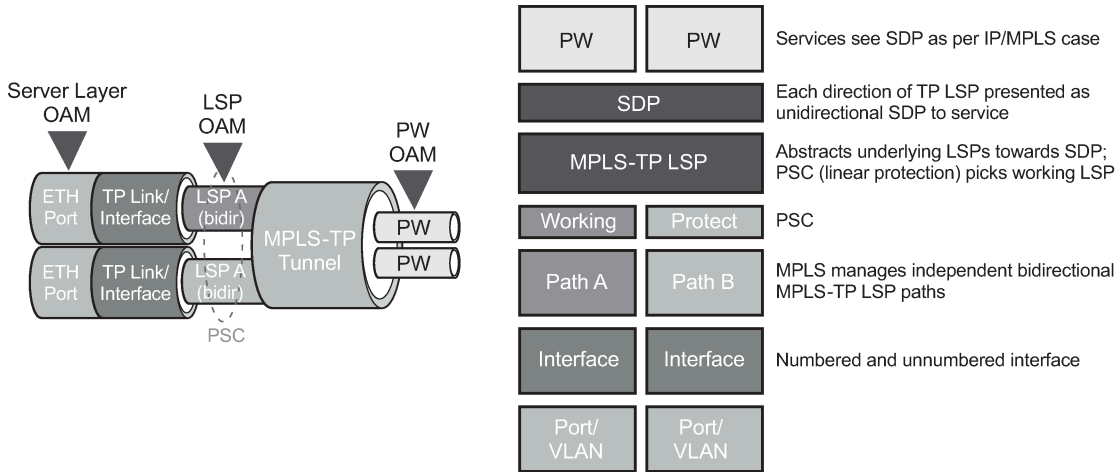 Server Layer
OAM
LSP
OAM
PW
OAM
ETH
Port
TP Link/
Interface
LSP A
(bidir)
MPLS-TP
Tunnel
PW
PW
ETH
Port
TP Link/
Interface
LSP A
(bidir)
PSC
PW
PW
Services see SDP as per IP/MPLS case
SDP
Each direction of TP LSP presented as
unidirectional SDP to service
MPLS-TP LSP
Abstracts underlying LSPs towards SDP;
PSC (linear protection) picks working LSP
Working
Protect
PSC
Path A
Path B
MPLS manages independent bidirectional
MPLS-TP LSP paths
Interface
Interface
Numbered and unnumbered interface
Port/
VLAN
Port/
VLAN